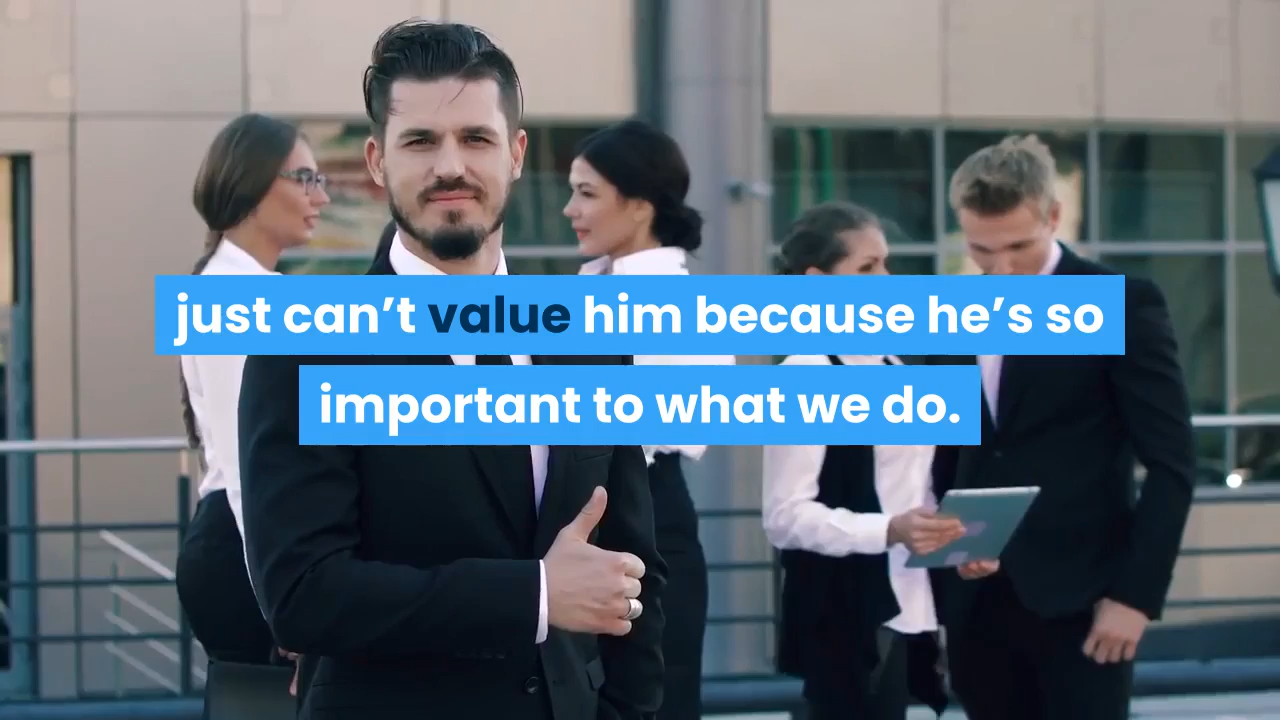 just can’t value him because he’s so
important to what we do.